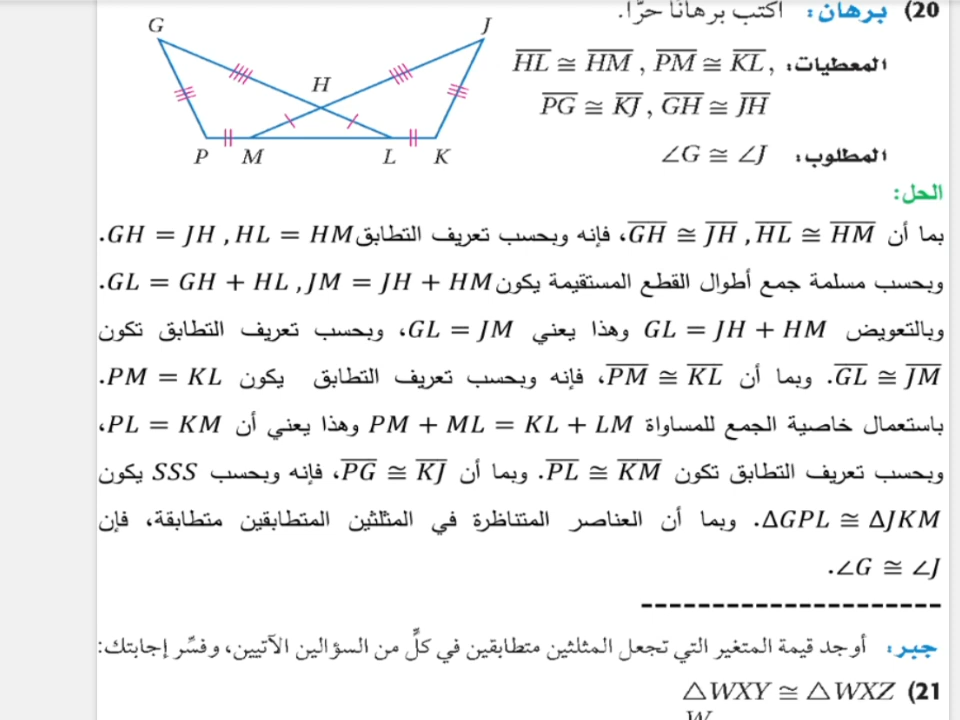 20) برهان: اكتب برهانًا حرًّا.
المعطيات: HL ≅ HM , PM ≅ KL,
PG ≅ KJ , GH ≅ JH
المطلوب: ∠G ≅ ∠J
G
J
H
P M L K
الحل:
بما أن GH ≅ JH , HL ≅ HM، فإنه وبحسب تعريف التطابق GH = JH , HL = HM.
وبحسب مسلمة جمع أطوال القطع المستقيمة يكون GL = GH + HL , JM = JH + HM.
وبالتعويض GL = JH + HM وهذا يعني GL = JM، وبحسب تعريف التطابق تكون
GL ≅ JM. وبما أن PM ≅ KL، فإنه وبحسب تعريف التطابق يكون PM = KL.
باستعمال خاصية الجمع للمساواة PM + ML = KL + LM وهذا يعني أن PL = KM،
وبحسب تعريف التطابق تكون PL ≅ KM. وبما أن PG ≅ KJ، فإنه وبحسب SSS يكون
ΔGPL ≅ ΔJKM. وبما أن العناصر المتناظرة في المثلثين المتطابقين متطابقة، فإن
∠G ≅ ∠J.
جبر: أوجد قيمة المتغير التي تجعل المثلثين متطابقين في كلٍّ من السؤالين الآتيين، وفسِّر إجابتك:
21) △WXY ≅ △WXZ
W